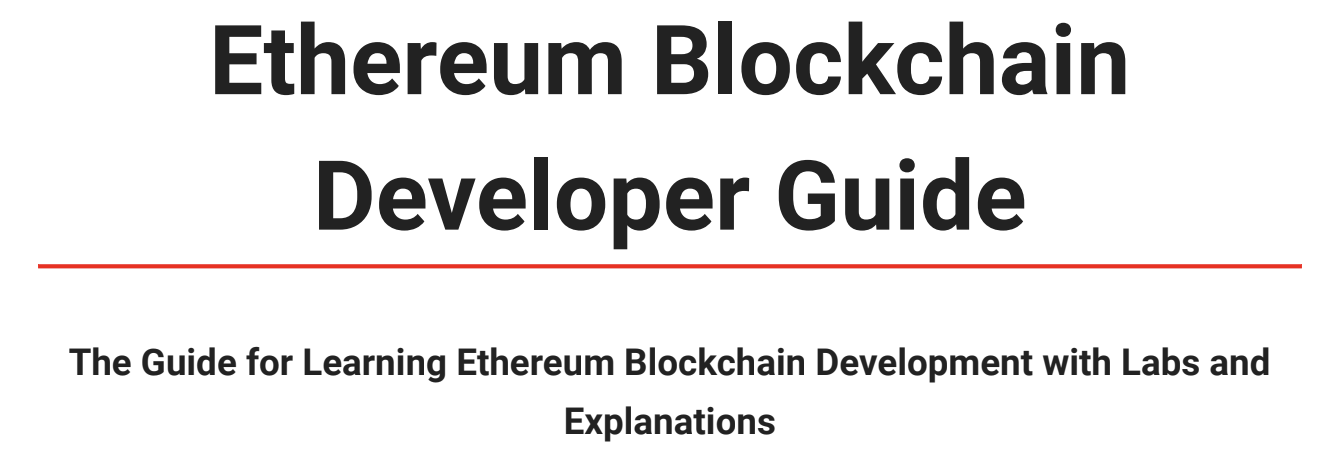 Ethereum Blockchain
Developer Guide
The Guide for Learning Ethereum Blockchain Development with Labs and
Explanations